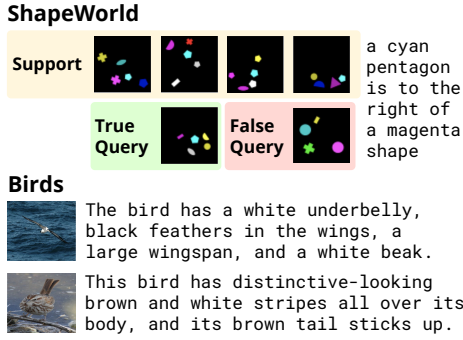 ShapeWorld
Support
a cyan
pentagon
is to the
right of
a magenta
shape
True
Query
False
Query
Birds
The bird has a white underbelly,
black feathers in the wings, a
large wingspan, and a white beak.
This bird has distinctive-looking
brown and white stripes all over its
body, and its brown tail sticks up.